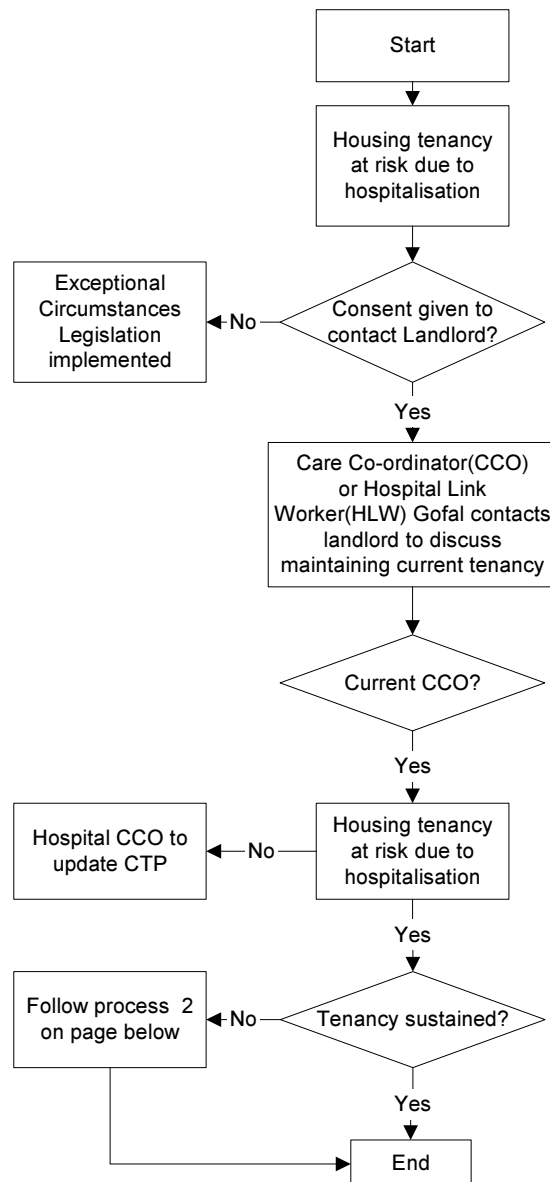 Start
Housing tenancy
at risk due to
hospitalisation
Exceptional
Circumstances
Legislation
implemented
No
Consent given to
contact Landlord?
Yes
Care Co-ordinator(CCO)
or Hospital Link
Worker(HLW) Gofal contacts
landlord to discuss
maintaining current tenancy
Current CCO?
Yes
Hospital CCO to
update CTP
No
Housing tenancy
at risk due to
hospitalisation
Yes
Follow process 2
on page below
No
Tenancy sustained?
Yes
End